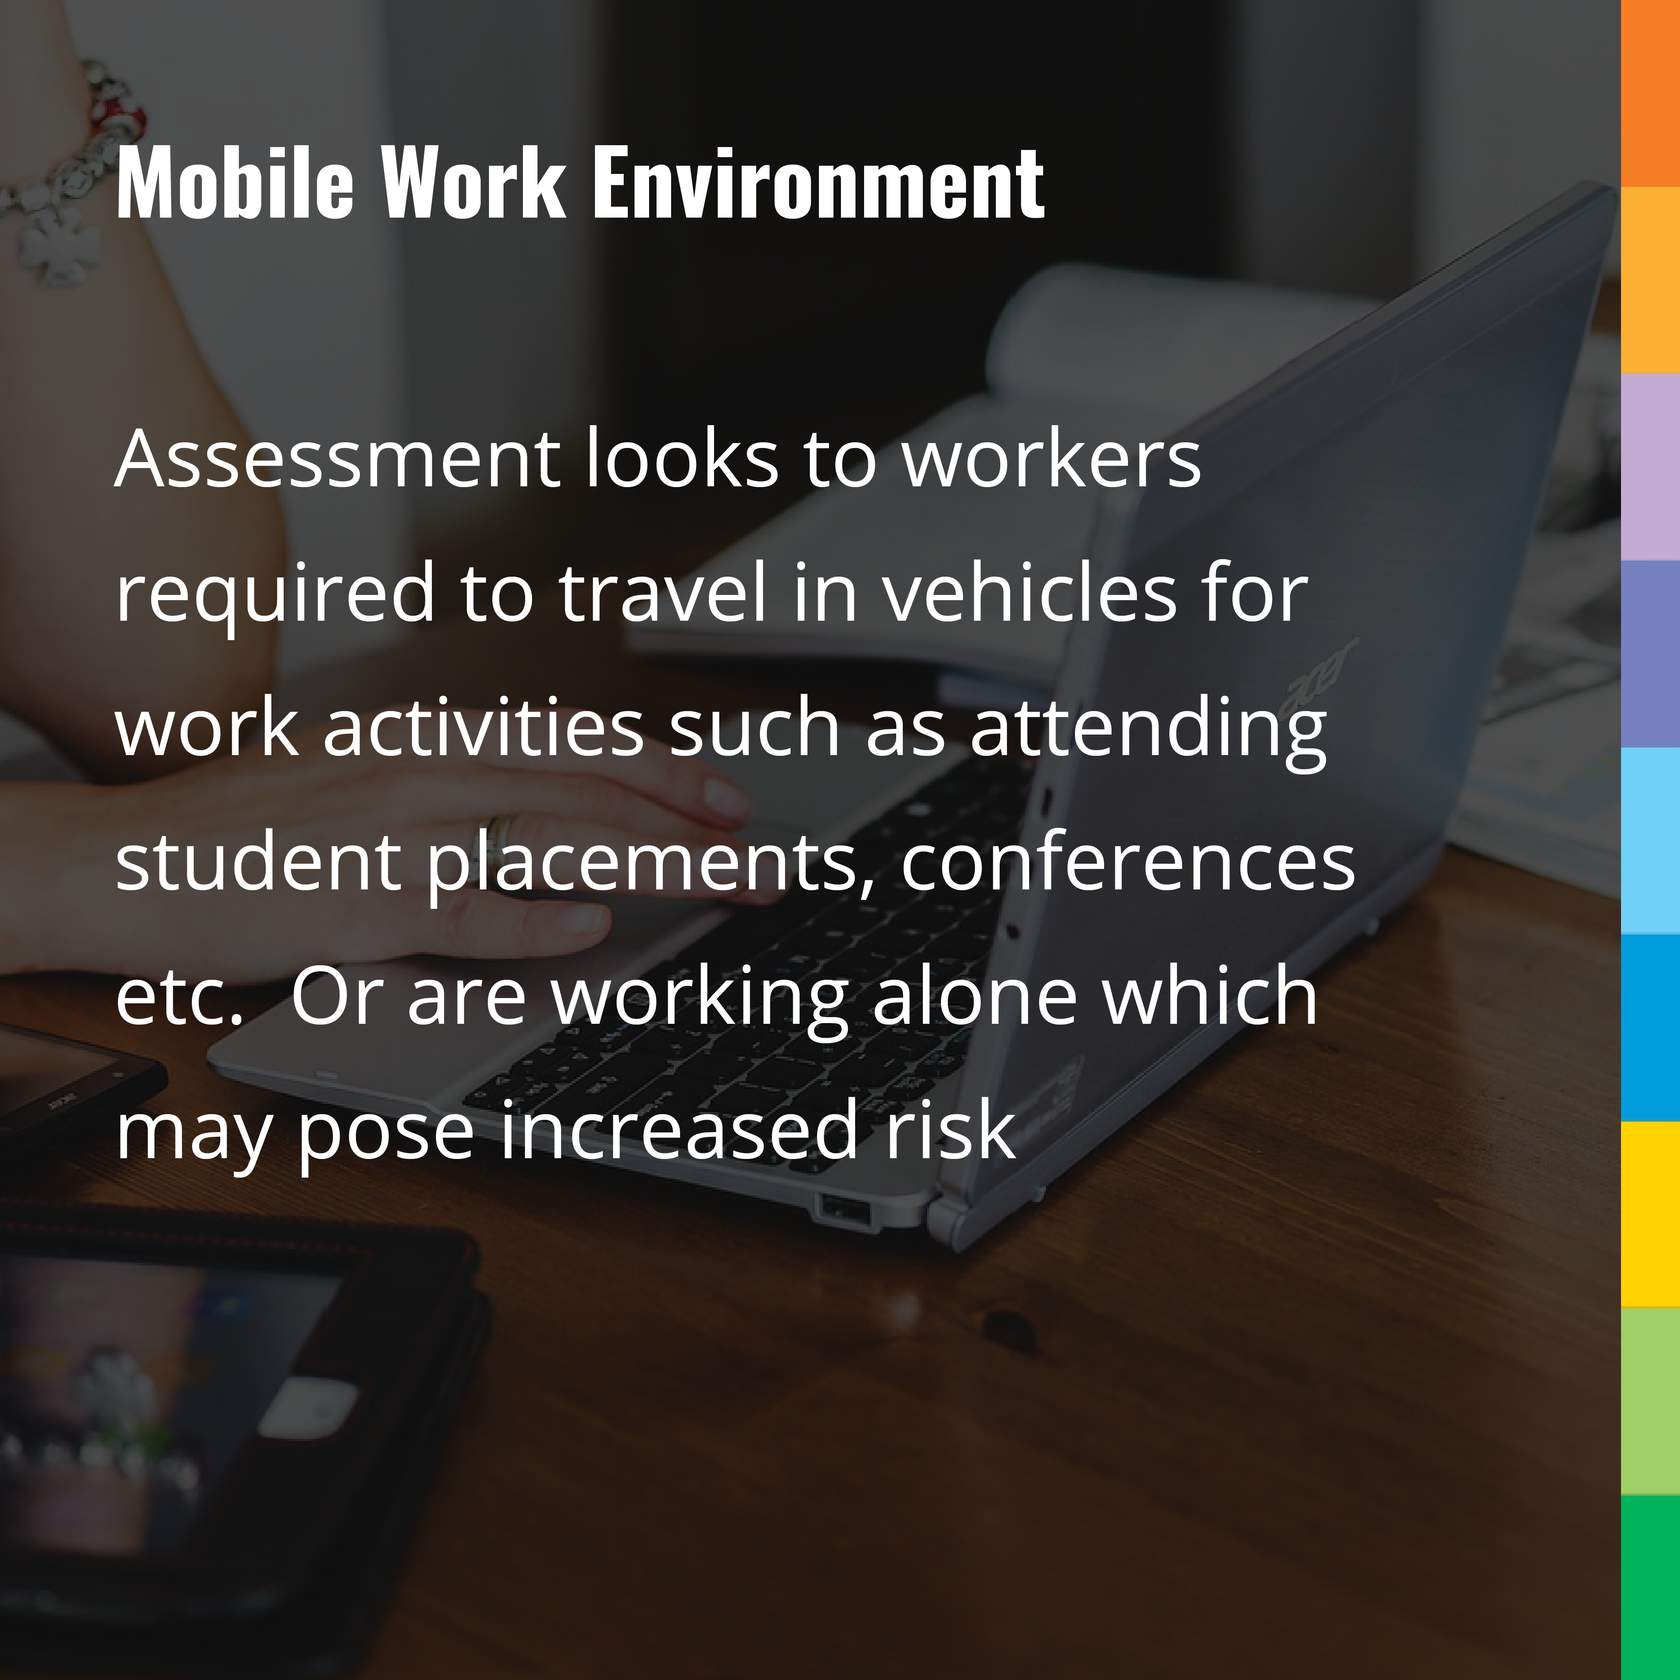 Mobile Work Environment
Assessment looks to workers
required to travel in vehicles for
work activities such as attending
student placements, conferences
etc.  Or are working alone which
may pose increased risk
acer